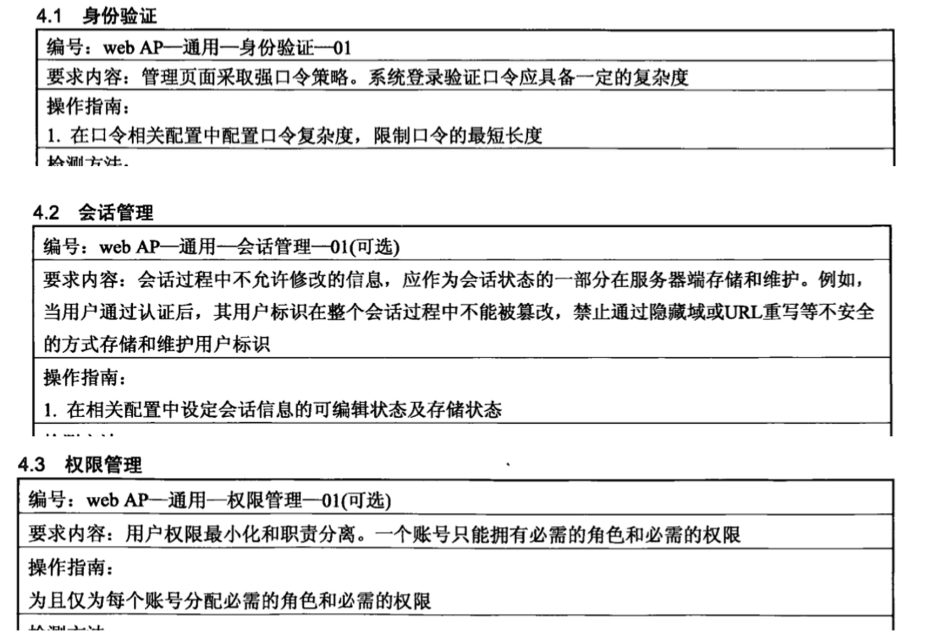 4.1 身份验证
编号：web AP—通用—身份验证—01
要求内容：管理页面采取强口令策略。系统登录验证口令应具备一定的复杂度
操作指南：
1. 在口令相关配置中配置口令复杂度，限制口令的最短长度
4.2 会话管理
编号：web AP—通用—会话管理—01(可选)
要求内容：会话过程中不允许修改的信息，应作为会话状态的一部分在服务器端存储和维护。例如，
当用户通过认证后，其用户标识在整个会话过程中不能被篡改，禁止通过隐藏域或URL重写等不安全
的方式存储和维护用户标识
操作指南：
1. 在相关配置中设定会话信息的可编辑状态及存储状态
4.3 权限管理
编号：web AP—通用—权限管理—01(可选)
要求内容：用户权限最小化和职责分离。一个账号只能拥有必需的角色和必需的权限
操作指南：
为且仅为每个账号分配必需的角色和必需的权限